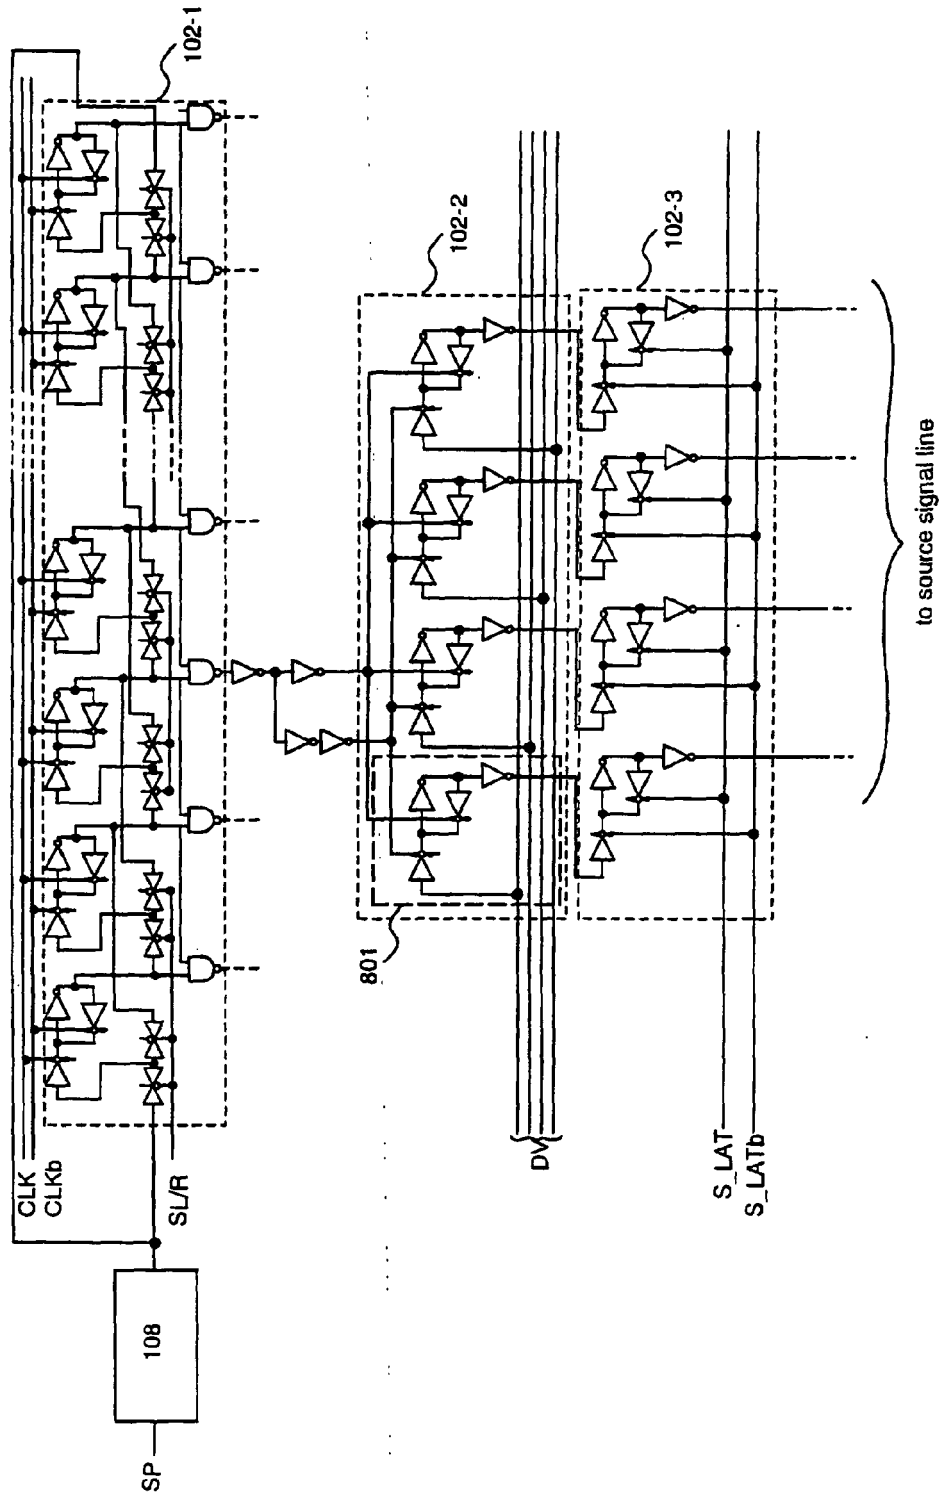 SP
108
CLK
CLKb
SL/R
102-1
801
102-2
DV
102-3
S_LAT
S_LATb
to source signal line